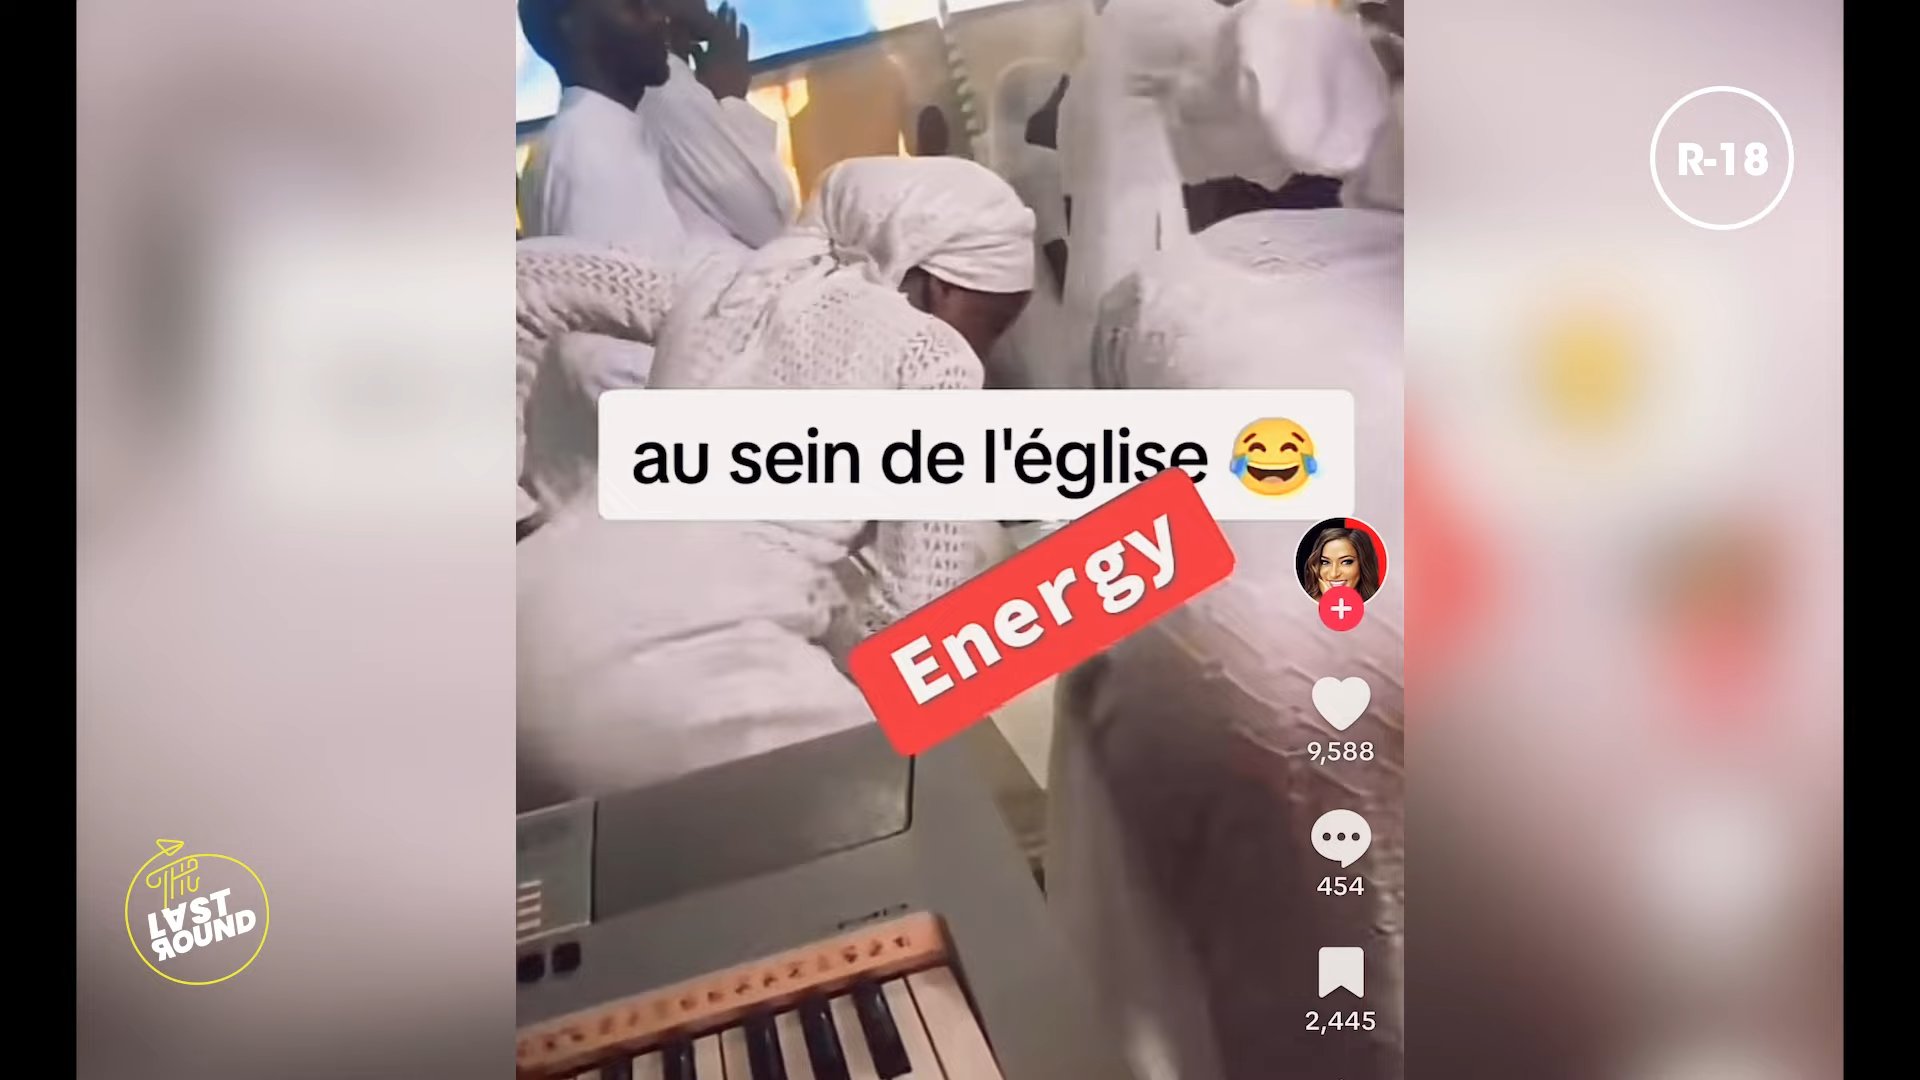 R-18
au sein de l'église 😂
Energy
9,588
454
2,445
THE
LAST
ROUND